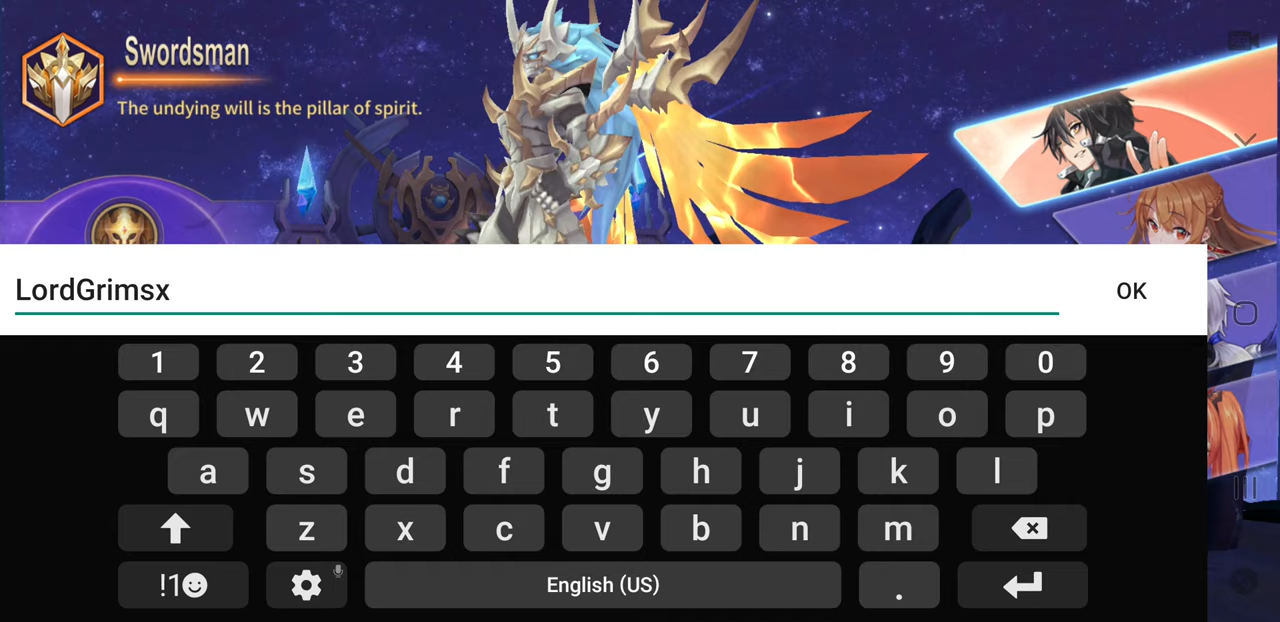 Swordsman
The undying will is the pillar of spirit.
LordGrimsx
OK
1 2 3 4 5 6 7 8 9 0
q w e r t y u i o p
a s d f g h j k l
z x c v b n m
!1
English (US)
.